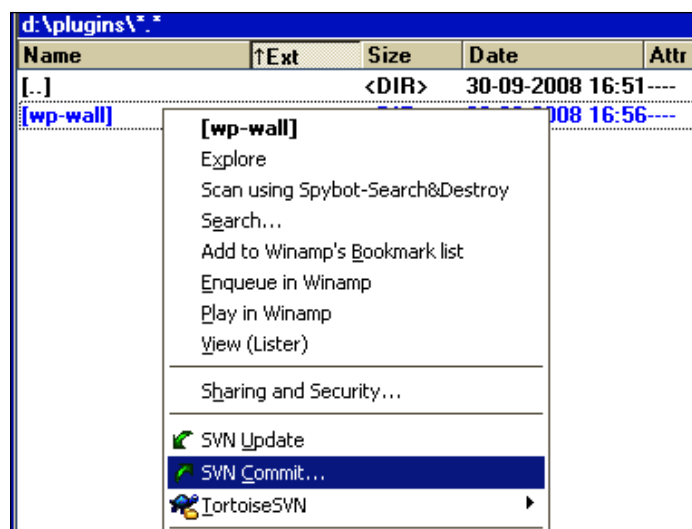 d:\plugins\*.*
Name ↑Ext Size Date Attr
[..] <DIR> 30-09-2008 16:51----
[wp-wall] 008 16:56----
[wp-wall]
Explore
Scan using Spybot-Search&Destroy
Search...
Add to Winamp's Bookmark list
Enqueue in Winamp
Play in Winamp
View (Lister)
Sharing and Security...
SVN Update
SVN Commit...
TortoiseSVN